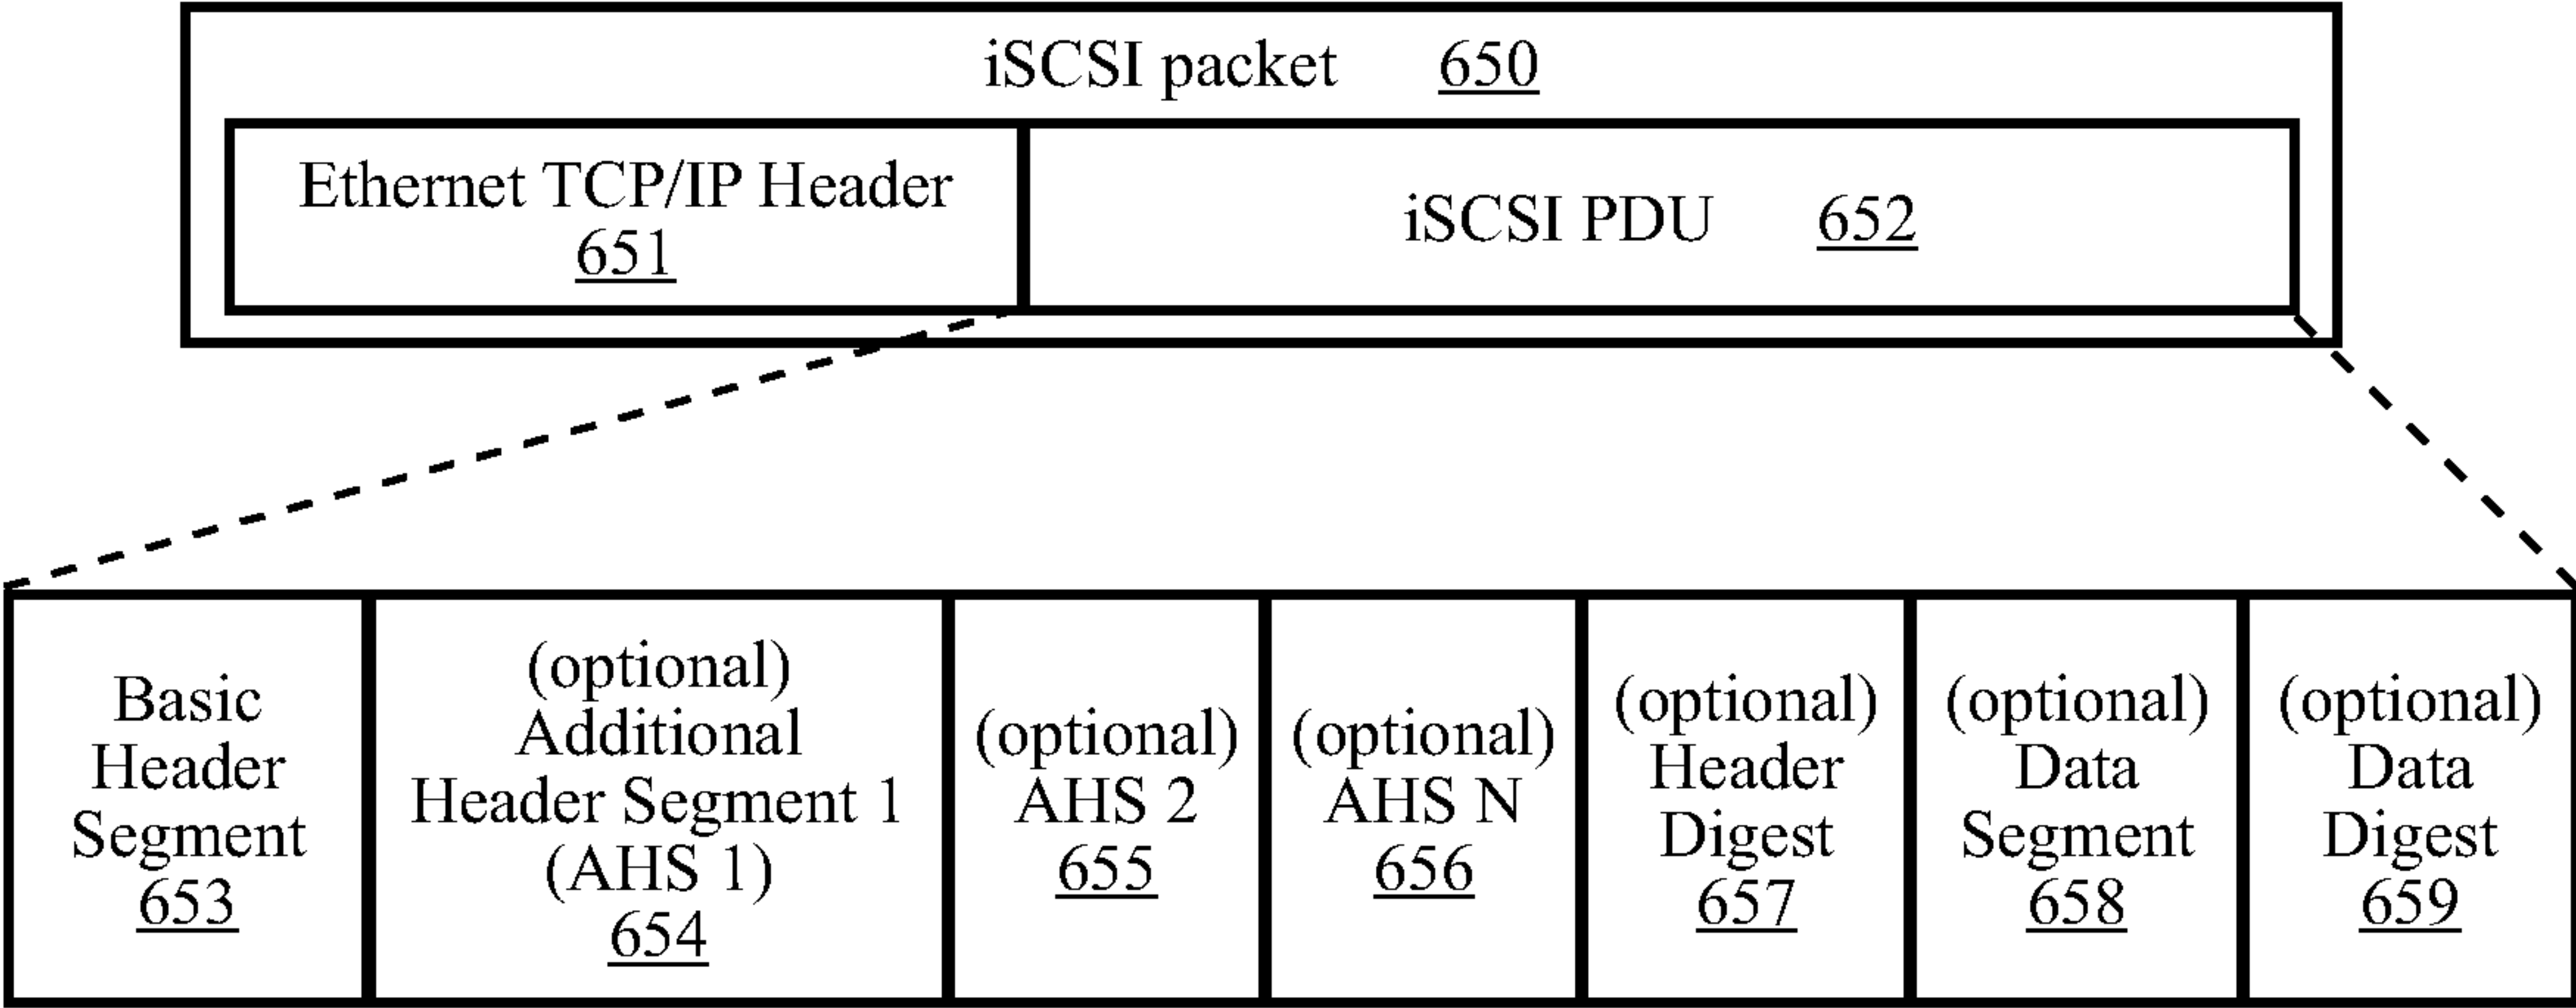 iSCSI packet 650
Ethernet TCP/IP Header
651
iSCSI PDU 652
Basic
Header
Segment
653
(optional)
Additional
Header Segment 1
(AHS 1)
654
(optional)
AHS 2
655
(optional)
AHS N
656
(optional)
Header
Digest
657
(optional)
Data
Segment
658
(optional)
Data
Digest
659